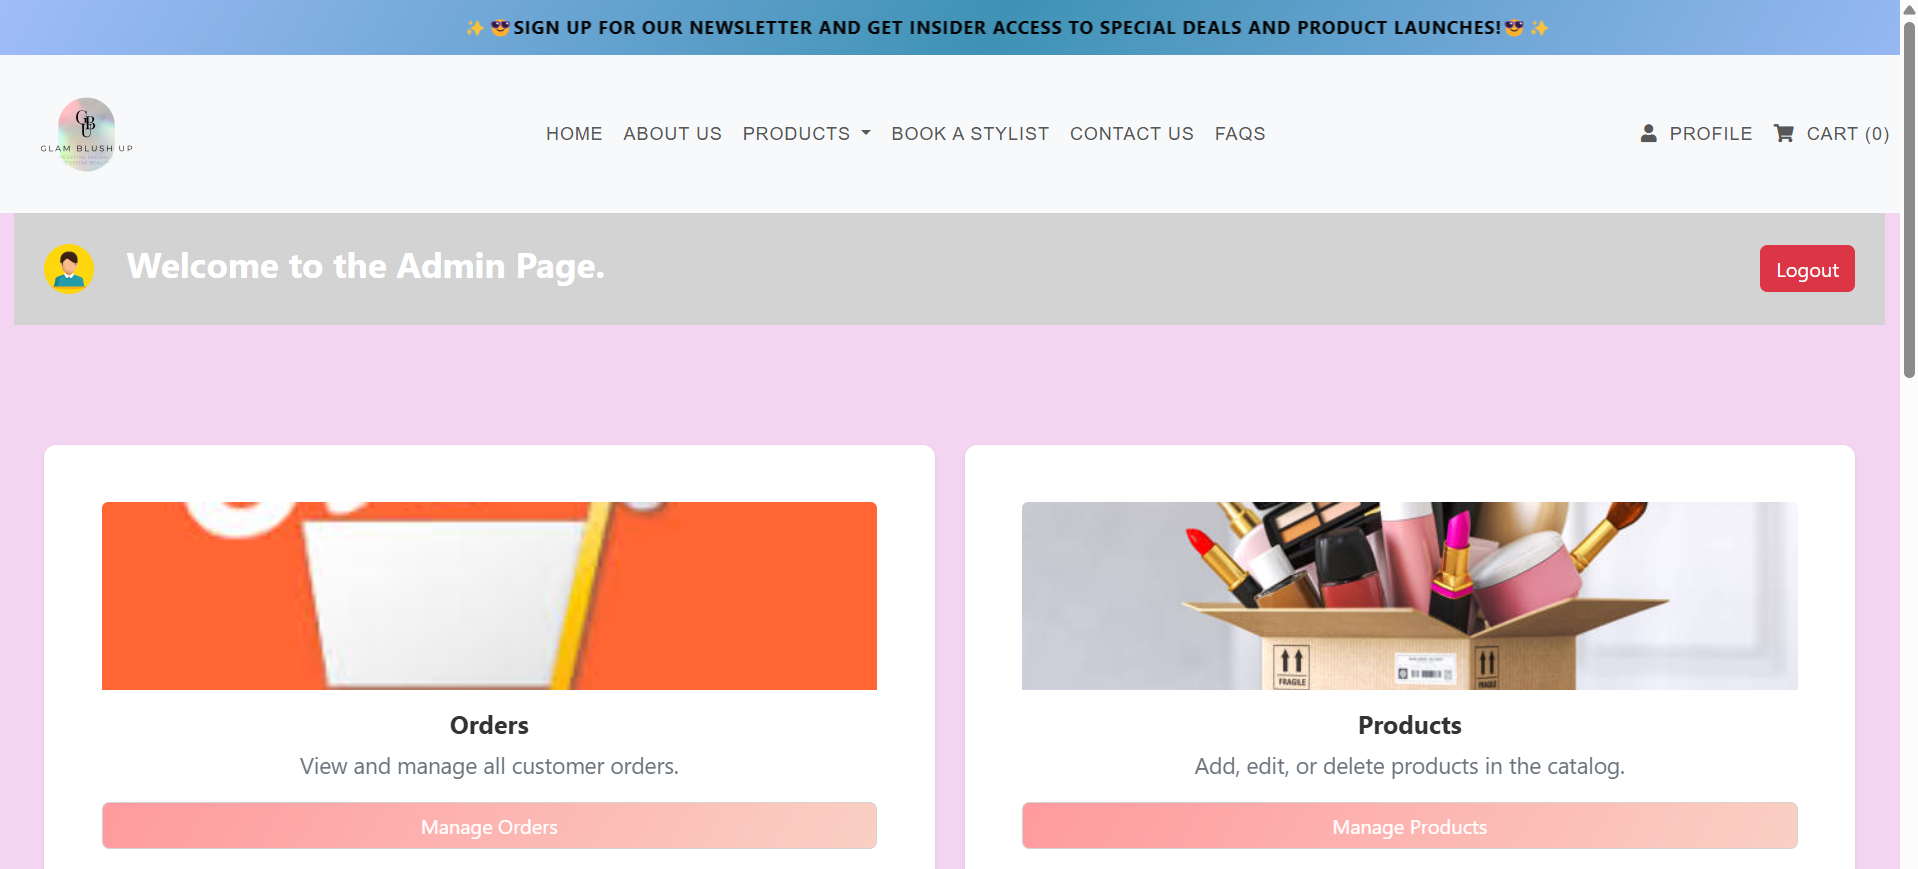 ✨😎SIGN UP FOR OUR NEWSLETTER AND GET INSIDER ACCESS TO SPECIAL DEALS AND PRODUCT LAUNCHES!😎✨
GBU
GLAM BLUSH UP
HOME ABOUT US PRODUCTS BOOK A STYLIST CONTACT US FAQS PROFILE CART (0)
Welcome to the Admin Page.
Logout
FRAGILE
FRAGILE
Orders
View and manage all customer orders.
Manage Orders
Products
Add, edit, or delete products in the catalog.
Manage Products